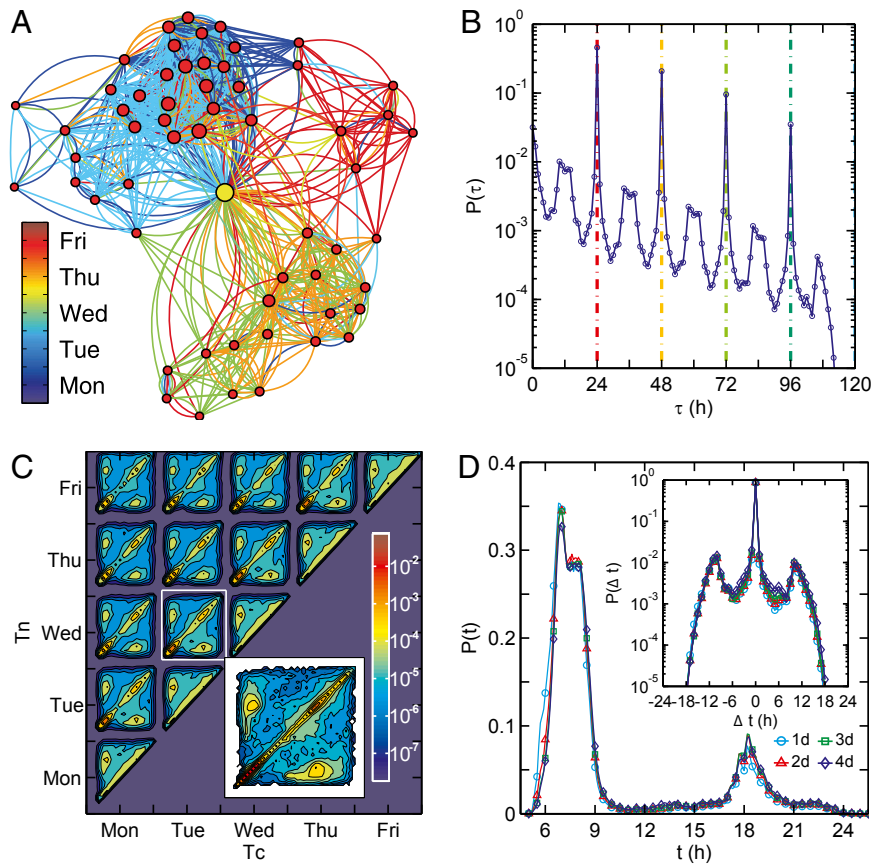 A
Fri
Thu
Wed
Tue
Mon
B
P(τ)
10^0
10^-1
10^-2
10^-3
10^-4
10^-5
0 24 48 72 96 120
τ (h)
C
Tn
Fri
Thu
Wed
Tue
Mon
10^-2
10^-3
10^-4
10^-5
10^-6
10^-7
Mon Tue Wed Thu Fri
Tc
D
P(t)
0.4
0.3
0.2
0.1
0
6 9 12 15 18 21 24
t (h)
P(Δ t)
10^0
10^-1
10^-2
10^-3
10^-4
10^-5
-24 -18 -12 -6 0 6 12 18 24
Δ t (h)
1d 3d
2d 4d